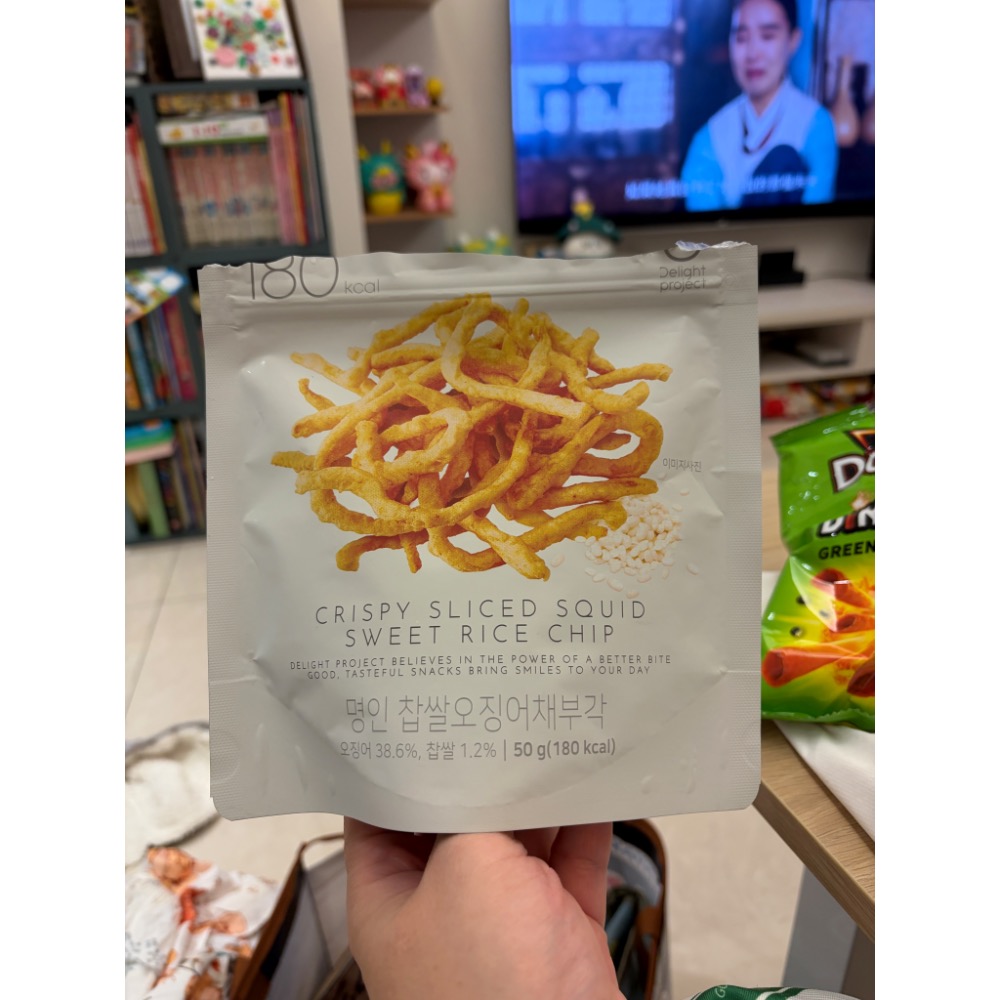 180 kcal
Delight
project
이미지사진
CRISPY SLICED SQUID
SWEET RICE CHIP
DELIGHT PROJECT BELIEVES IN THE POWER OF A BETTER BITE
GOOD, TASTEFUL SNACKS BRING SMILES TO YOUR DAY
명인 찹쌀오징어채부각
오징어 38.6%, 찹쌀 1.2% | 50 g(180 kcal)
GREEN